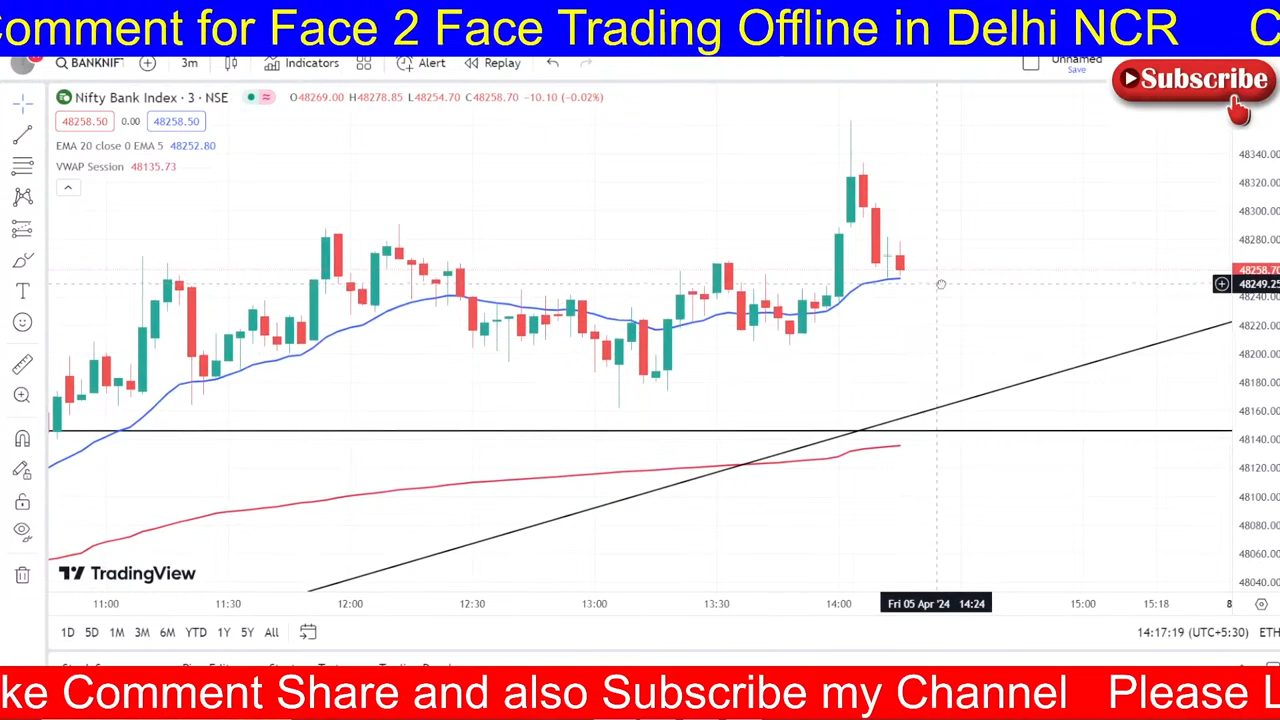 omment for Face 2 Face Trading Offline in Delhi NCR C
BANKNIF 3m Indicators Alert Replay Unnamed
Save
Subscribe
Nifty Bank Index · 3 · NSE O48269.00 H48278.85 L48254.70 C48258.70 −10.10 (−0.02%)
48258.50 0.00 48258.50
EMA 20 close 0 EMA 5 48252.80
VWAP Session 48135.73
48340.00
48320.00
48300.00
48280.00
48258.70
48249.25
48240.00
48220.00
48200.00
48180.00
48160.00
48140.00
48120.00
48100.00
48080.00
48060.00
48040.00
TradingView
11:00 11:30 12:00 12:30 13:00 13:30 14:00 Fri 05 Apr '24 14:24 15:00 15:18 8
1D 5D 1M 3M 6M YTD 1Y 5Y All 14:17:19 (UTC+5:30) ETH
ke Comment Share and also Subscribe my Channel Please L